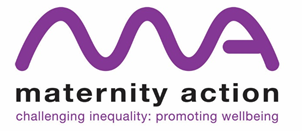 maternity action
challenging inequality: promoting wellbeing